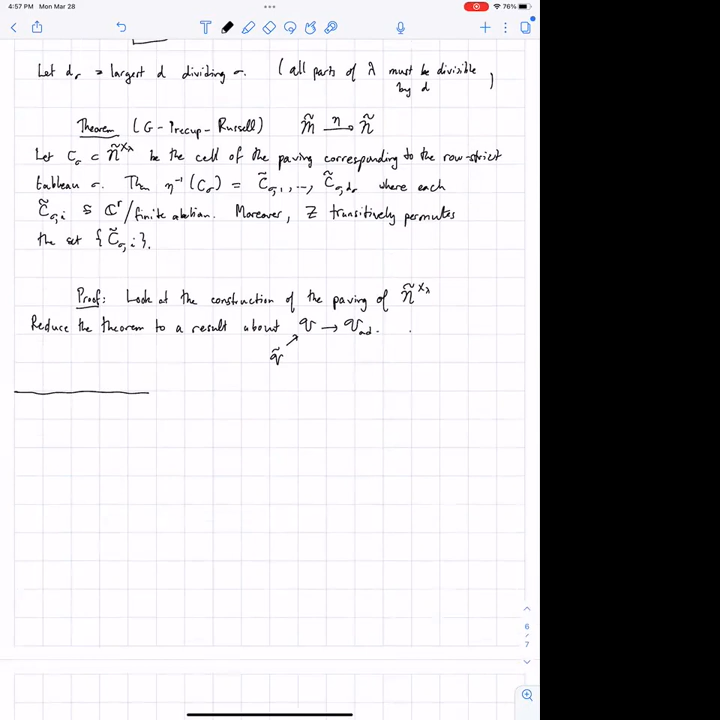 4:57 PM Mon Mar 28
76%
Let d_σ = largest d dividing σ. (all parts of λ must be divisible by d)
Theorem (G-Precup-Russell) M̃ →^η Ñ
Let C_σ ⊂ Ñ^{X_λ} be the cell of the paving corresponding to the row-strict
tableau σ. Then η^{-1}(C_σ) = C̃_{σ,1}, ..., C̃_{σ,d_σ} where each
C̃_{σ,i} ≅ ℂ^r/finite abelian. Moreover, Z transitively permutes
the set {C̃_{σ,i}}.
Proof: Look at the construction of the paving of Ñ^{X_λ}
Reduce the theorem to a result about 𝒱 → 𝒱_ad.
𝒱̃ ↗
6
/
7